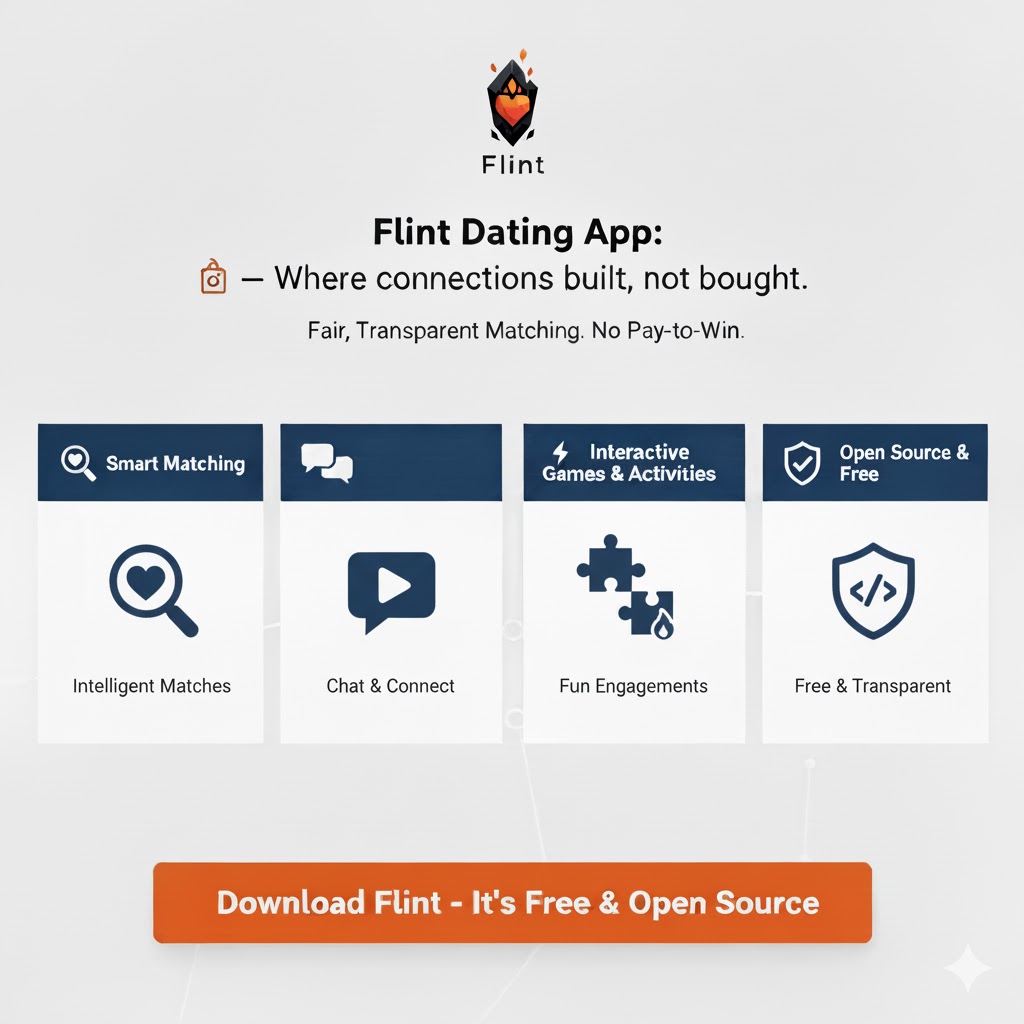 Flint
Flint Dating App:
— Where connections built, not bought.
Fair, Transparent Matching. No Pay-to-Win.
Smart Matching
Interactive
Games & Activities
Open Source &
Free
</>
Intelligent Matches
Chat & Connect
Fun Engagements
Free & Transparent
Download Flint - It's Free & Open Source